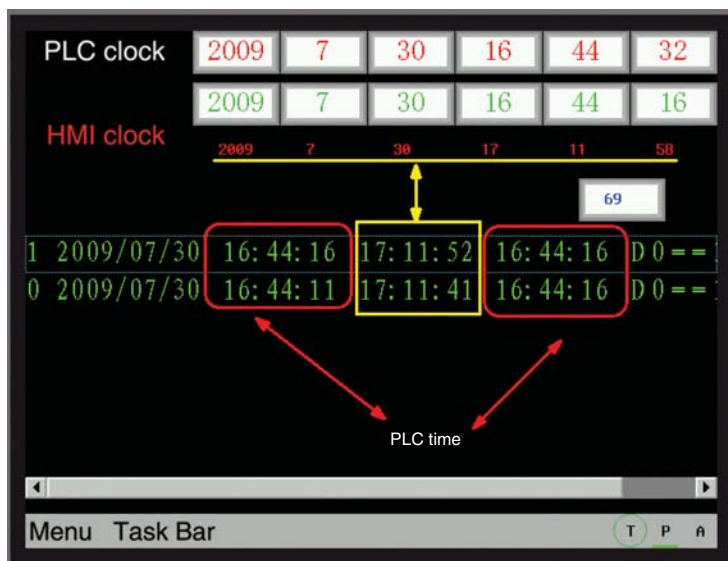 PLC clock 2009 7 30 16 44 32
2009 7 30 16 44 16
HMI clock
2009 7 30 17 11 58
69
1 2009/07/30 16:44:16 17:11:52 16:44:16 D0==
0 2009/07/30 16:44:11 17:11:41 16:44:16 D0==
PLC time
Menu Task Bar T P A